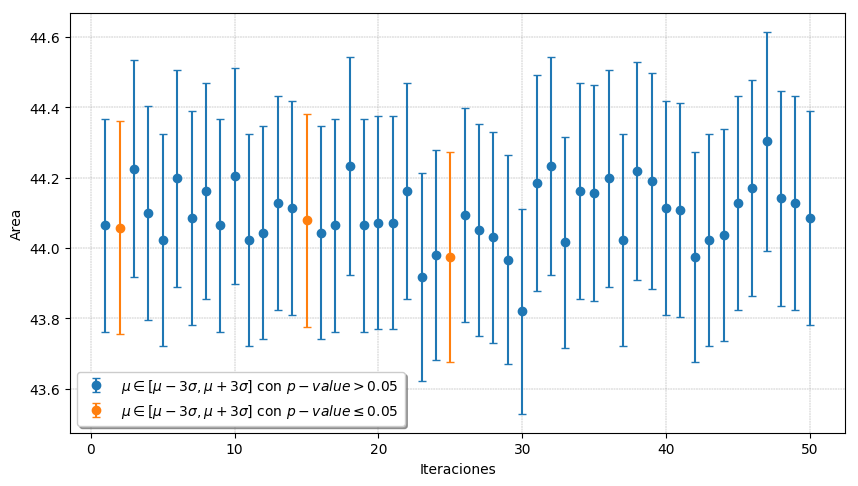 44.6
44.4
44.2
44.0
43.8
43.6
Area
μ ∈ [μ − 3σ, μ + 3σ] con p − value > 0.05
μ ∈ [μ − 3σ, μ + 3σ] con p − value ≤ 0.05
0 10 20 30 40 50
Iteraciones